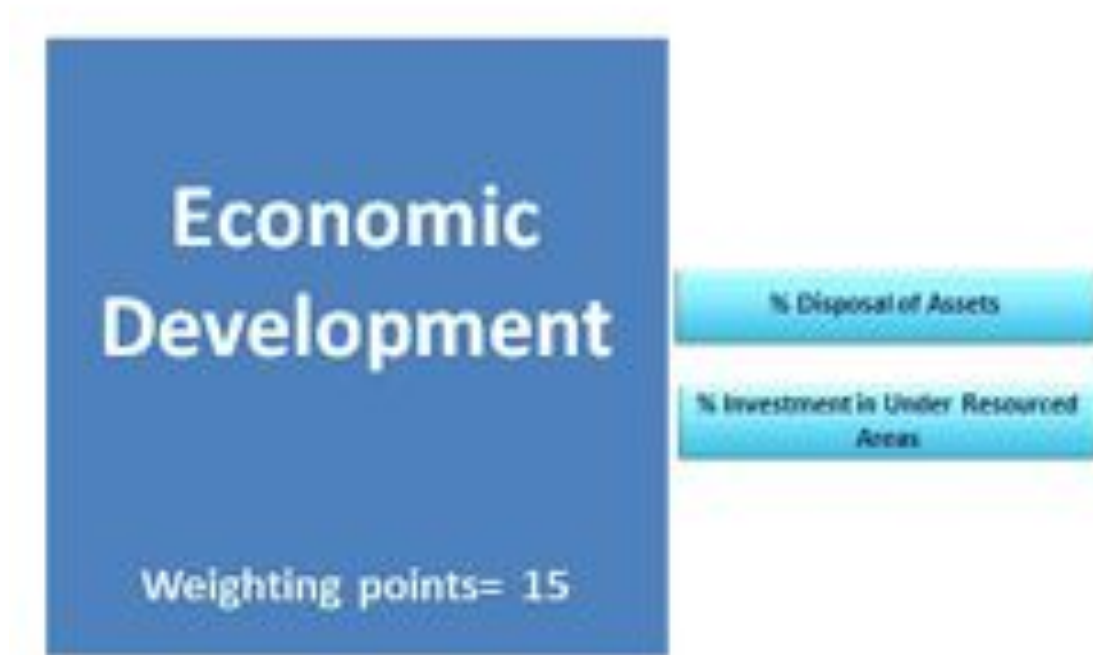 Economic
Development
Weighting points= 15
% Disposal of Assets
% Investment in Under Resourced
Areas